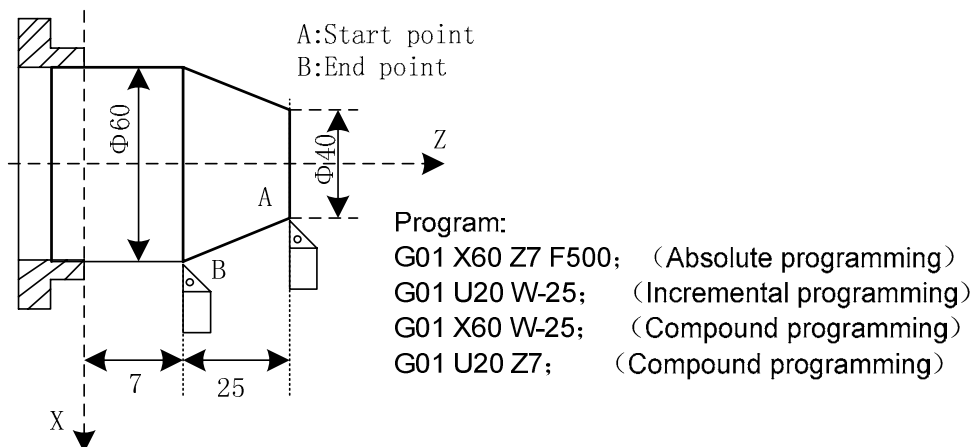 A:Start point
B:End point
Φ60
Φ40
Z
A
B
7
25
X
Program:
G01 X60 Z7 F500; （Absolute programming）
G01 U20 W-25; （Incremental programming）
G01 X60 W-25; （Compound programming）
G01 U20 Z7; （Compound programming）